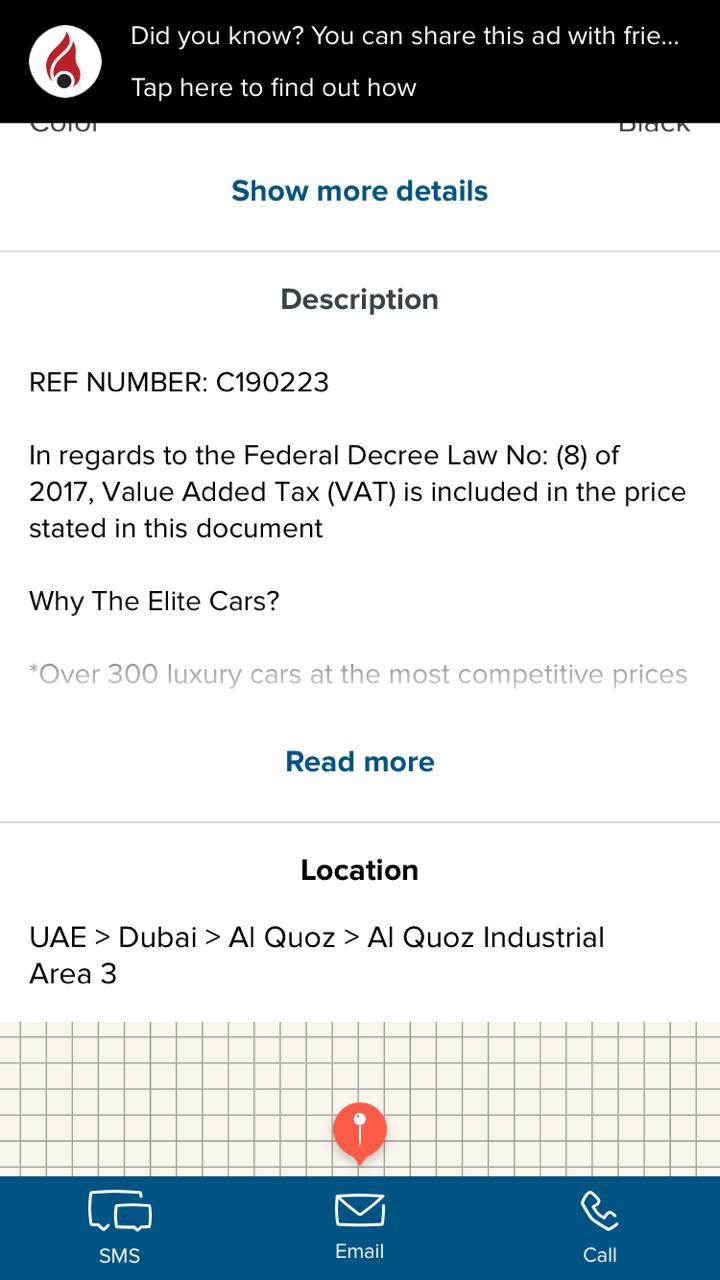 Did you know? You can share this ad with frie...
Tap here to find out how
Color
Black
Show more details
Description
REF NUMBER: C190223
In regards to the Federal Decree Law No: (8) of
2017, Value Added Tax (VAT) is included in the price
stated in this document
Why The Elite Cars?
*Over 300 luxury cars at the most competitive prices
Read more
Location
UAE > Dubai > Al Quoz > Al Quoz Industrial
Area 3
SMS
Email
Call